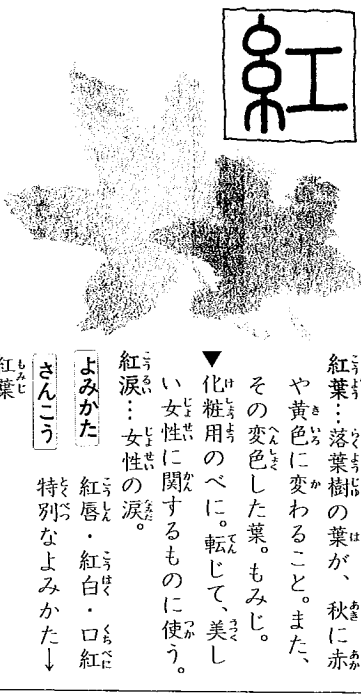 紅
紅葉…落葉樹の葉が、秋に赤
や黄色に変わること。また、
その変色した葉。もみじ。
▼化粧用のべに。転じて、美し
い女性に関するものに使う。
紅涙…女性の涙。
よみかた 紅唇・紅白・口紅
さんこう 特別なよみかた→
紅葉